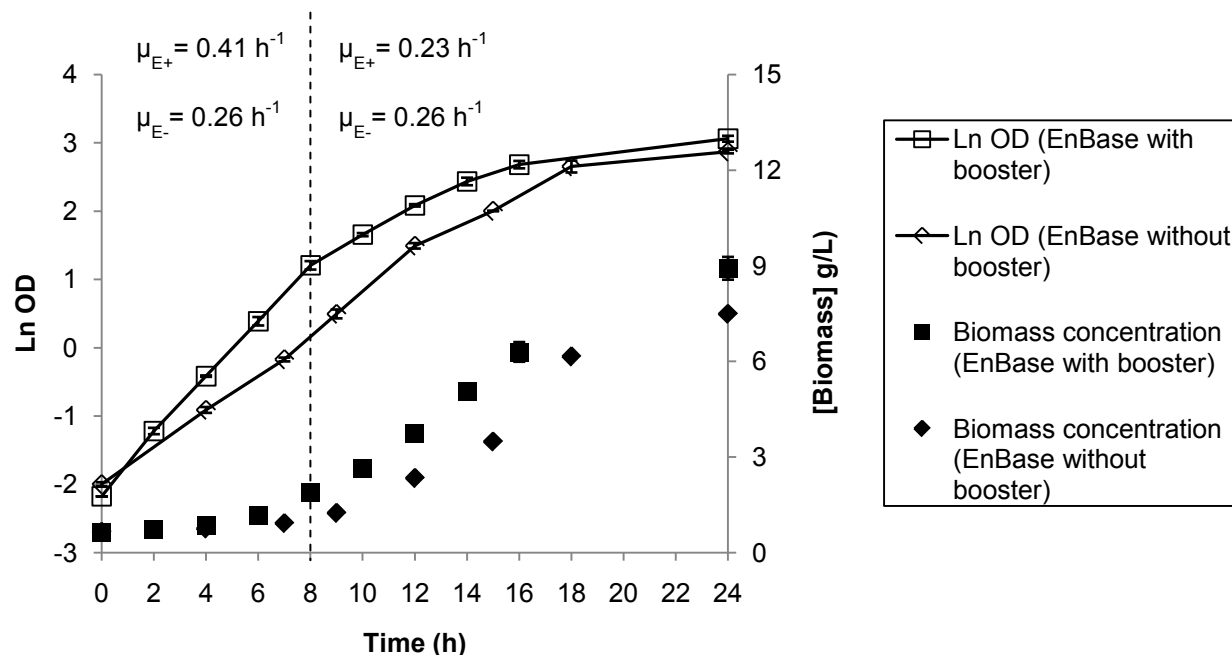 μE+= 0.41 h-1
μE+= 0.23 h-1
μE-= 0.26 h-1
μE-= 0.26 h-1
4
3
2
1
0
-1
-2
-3
Ln OD
15
12
9
6
3
0
[Biomass] g/L
0 2 4 6 8 10 12 14 16 18 20 22 24
Time (h)
Ln OD (EnBase with
booster)
Ln OD (EnBase without
booster)
Biomass concentration
(EnBase with booster)
Biomass concentration
(EnBase without
booster)